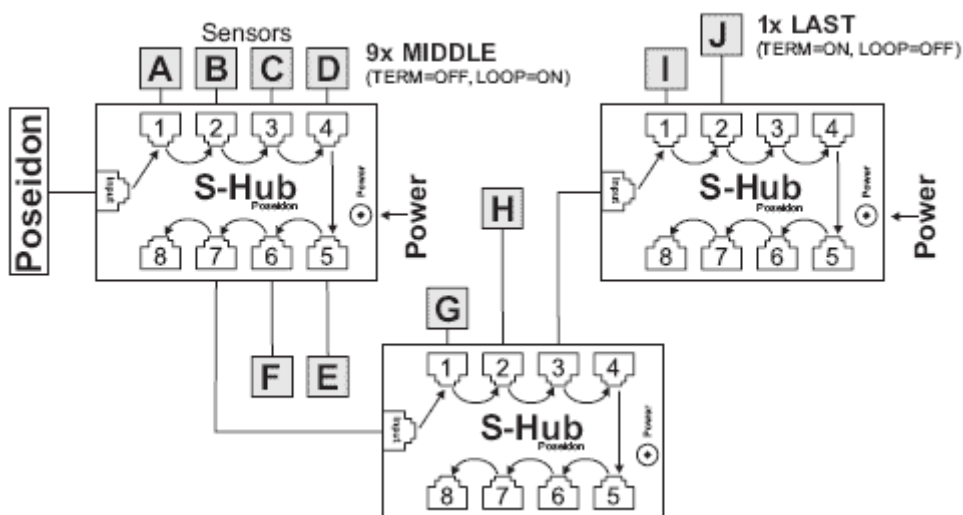 Sensors
A B C D
9x MIDDLE
(TERM=OFF, LOOP=ON)
Poseidon
Input
1 2 3 4
S-Hub
Poseidon
Power
Power
8 7 6 5
F E
I J
1x LAST
(TERM=ON, LOOP=OFF)
Input
1 2 3 4
S-Hub
Poseidon
Power
Power
8 7 6 5
G H
Input
1 2 3 4
S-Hub
Poseidon
Power
8 7 6 5